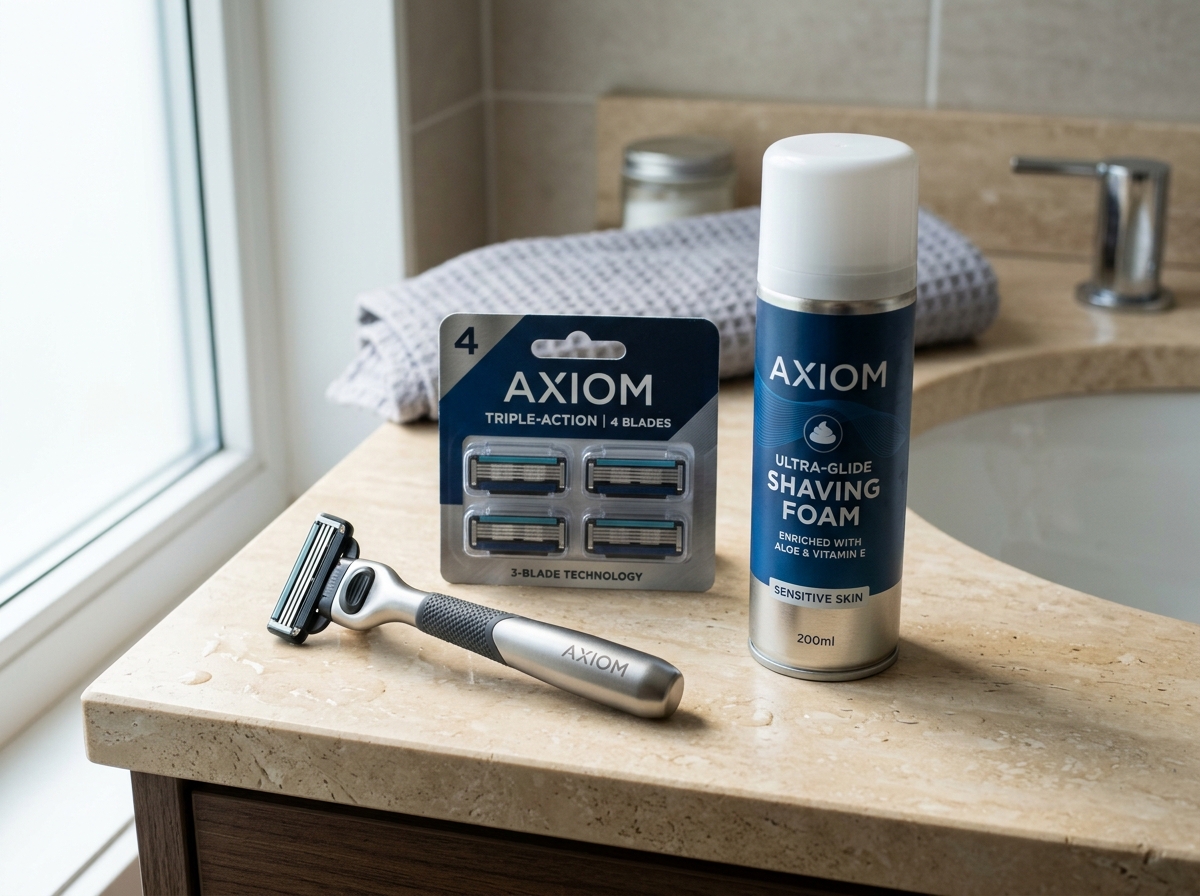 4
AXIOM
TRIPLE-ACTION | 4 BLADES
3-BLADE TECHNOLOGY
AXIOM
AXIOM
ULTRA-GLIDE
SHAVING
FOAM
ENRICHED WITH
ALOE & VITAMIN E
SENSITIVE SKIN
200ml